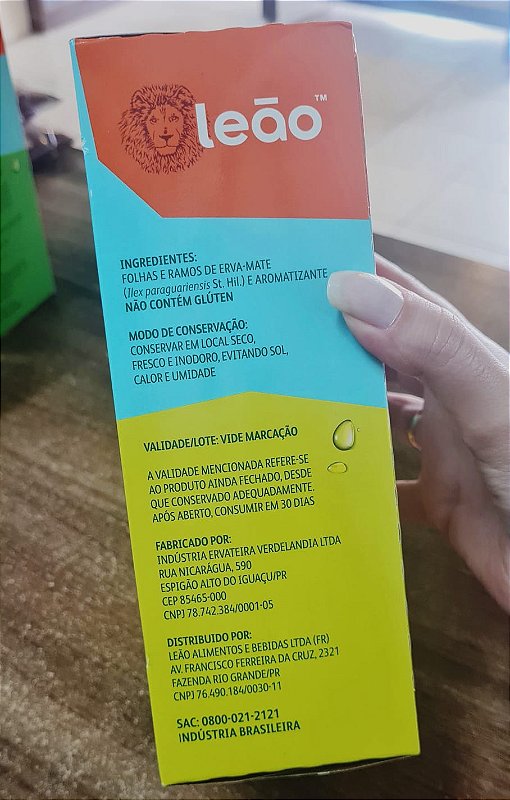 leão™
INGREDIENTES:
FOLHAS E RAMOS DE ERVA-MATE
(Ilex paraguariensis St. Hil.) E AROMATIZANTE
NÃO CONTÉM GLÚTEN
MODO DE CONSERVAÇÃO:
CONSERVAR EM LOCAL SECO,
FRESCO E INODORO, EVITANDO SOL,
CALOR E UMIDADE
VALIDADE/LOTE: VIDE MARCAÇÃO
A VALIDADE MENCIONADA REFERE-SE
AO PRODUTO AINDA FECHADO, DESDE
QUE CONSERVADO ADEQUADAMENTE.
APÓS ABERTO, CONSUMIR EM 30 DIAS
FABRICADO POR:
INDÚSTRIA ERVATEIRA VERDELANDIA LTDA
RUA NICARÁGUA, 590
ESPIGÃO ALTO DO IGUAÇU/PR
CEP 85465-000
CNPJ 78.742.384/0001-05
DISTRIBUIDO POR:
LEÃO ALIMENTOS E BEBIDAS LTDA (FR)
AV. FRANCISCO FERREIRA DA CRUZ, 2321
FAZENDA RIO GRANDE/PR
CNPJ 76.490.184/0030-11
SAC: 0800-021-2121
INDÚSTRIA BRASILEIRA